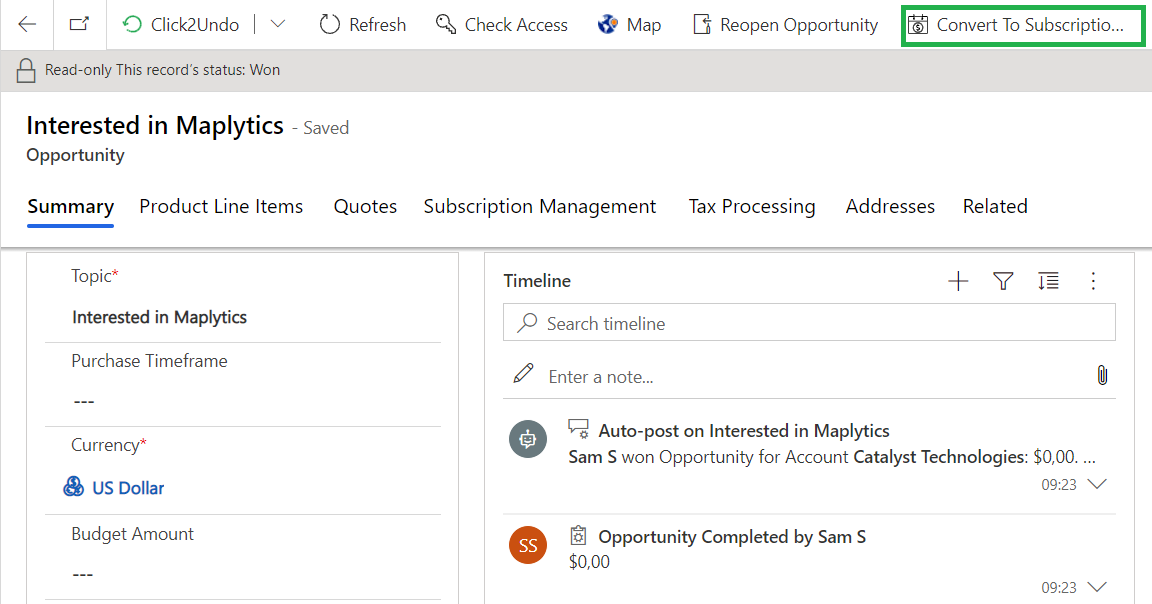 Click2Undo Refresh Check Access Map Reopen Opportunity Convert To Subscriptio...
Read-only This record's status: Won
Interested in Maplytics - Saved
Opportunity
Summary Product Line Items Quotes Subscription Management Tax Processing Addresses Related
Topic*
Interested in Maplytics
Purchase Timeframe
---
Currency*
US Dollar
Budget Amount
---
Timeline
Search timeline
Enter a note...
Auto-post on Interested in Maplytics
Sam S won Opportunity for Account Catalyst Technologies: $0,00. ...
09:23
SS
Opportunity Completed by Sam S
$0,00
09:23